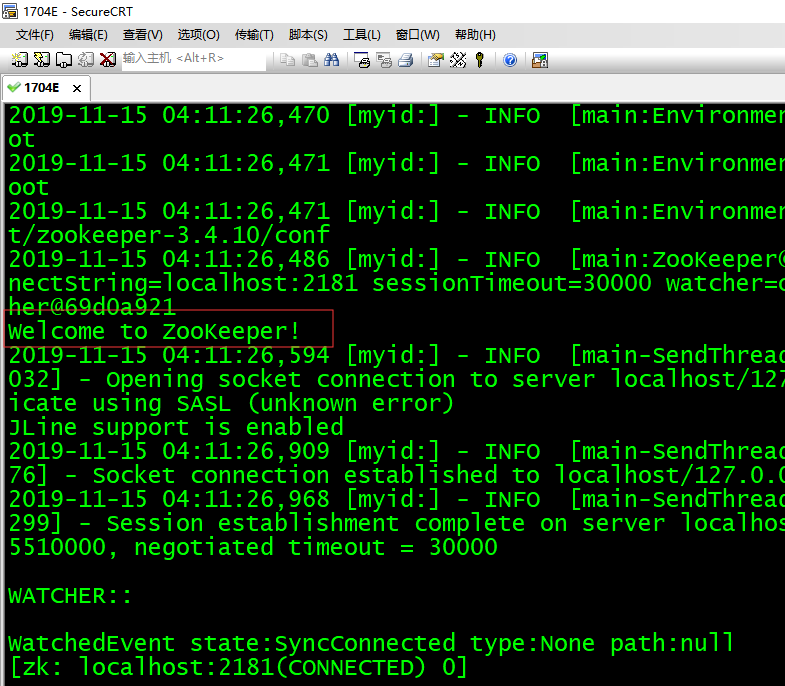 1704E - SecureCRT
文件(F) 编辑(E) 查看(V) 选项(O) 传输(T) 脚本(S) 工具(L) 窗口(W) 帮助(H)
输入主机 <Alt+R>
1704E
2019-11-15 04:11:26,470 [myid:] - INFO  [main:Environmen
ot
2019-11-15 04:11:26,471 [myid:] - INFO  [main:Environmen
oot
2019-11-15 04:11:26,471 [myid:] - INFO  [main:Environmen
t/zookeeper-3.4.10/conf
2019-11-15 04:11:26,486 [myid:] - INFO  [main:ZooKeeper@
nectString=localhost:2181 sessionTimeout=30000 watcher=o
her@69d0a921
Welcome to ZooKeeper!
2019-11-15 04:11:26,594 [myid:] - INFO  [main-SendThread
032] - Opening socket connection to server localhost/127
icate using SASL (unknown error)
JLine support is enabled
2019-11-15 04:11:26,909 [myid:] - INFO  [main-SendThread
76] - Socket connection established to localhost/127.0.0
2019-11-15 04:11:26,968 [myid:] - INFO  [main-SendThread
299] - Session establishment complete on server localhos
5510000, negotiated timeout = 30000
WATCHER::
WatchedEvent state:SyncConnected type:None path:null
[zk: localhost:2181(CONNECTED) 0]